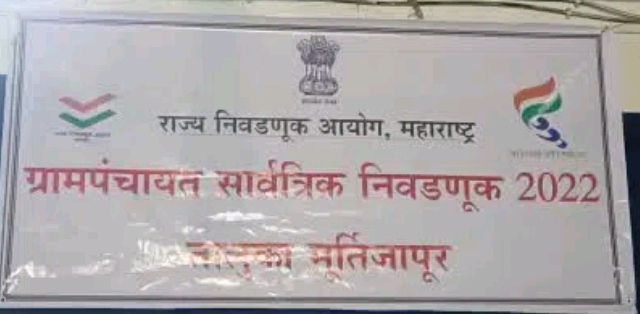 राज्य निवडणूक आयोग, महाराष्ट्र
ग्रामपंचायत सार्वत्रिक निवडणूक 2022
तालुका मूर्तिजापूर